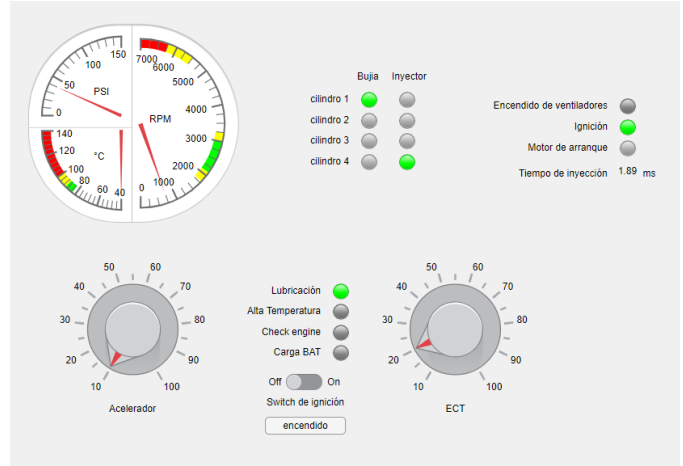 150
100
50
0
PSI
7000
6000
5000
4000
3000
2000
1000
0
RPM
140
120
100
80
60
40
°C
Bujia Inyector
cilindro 1
cilindro 2
cilindro 3
cilindro 4
Encendido de ventiladores
Ignición
Motor de arranque
Tiempo de inyección 1.89 ms
10
20
30
40
50
60
70
80
90
100
Acelerador
Lubricación
Alta Temperatura
Check engine
Carga BAT
Off On
Switch de ignición
encendido
10
20
30
40
50
60
70
80
90
100
ECT